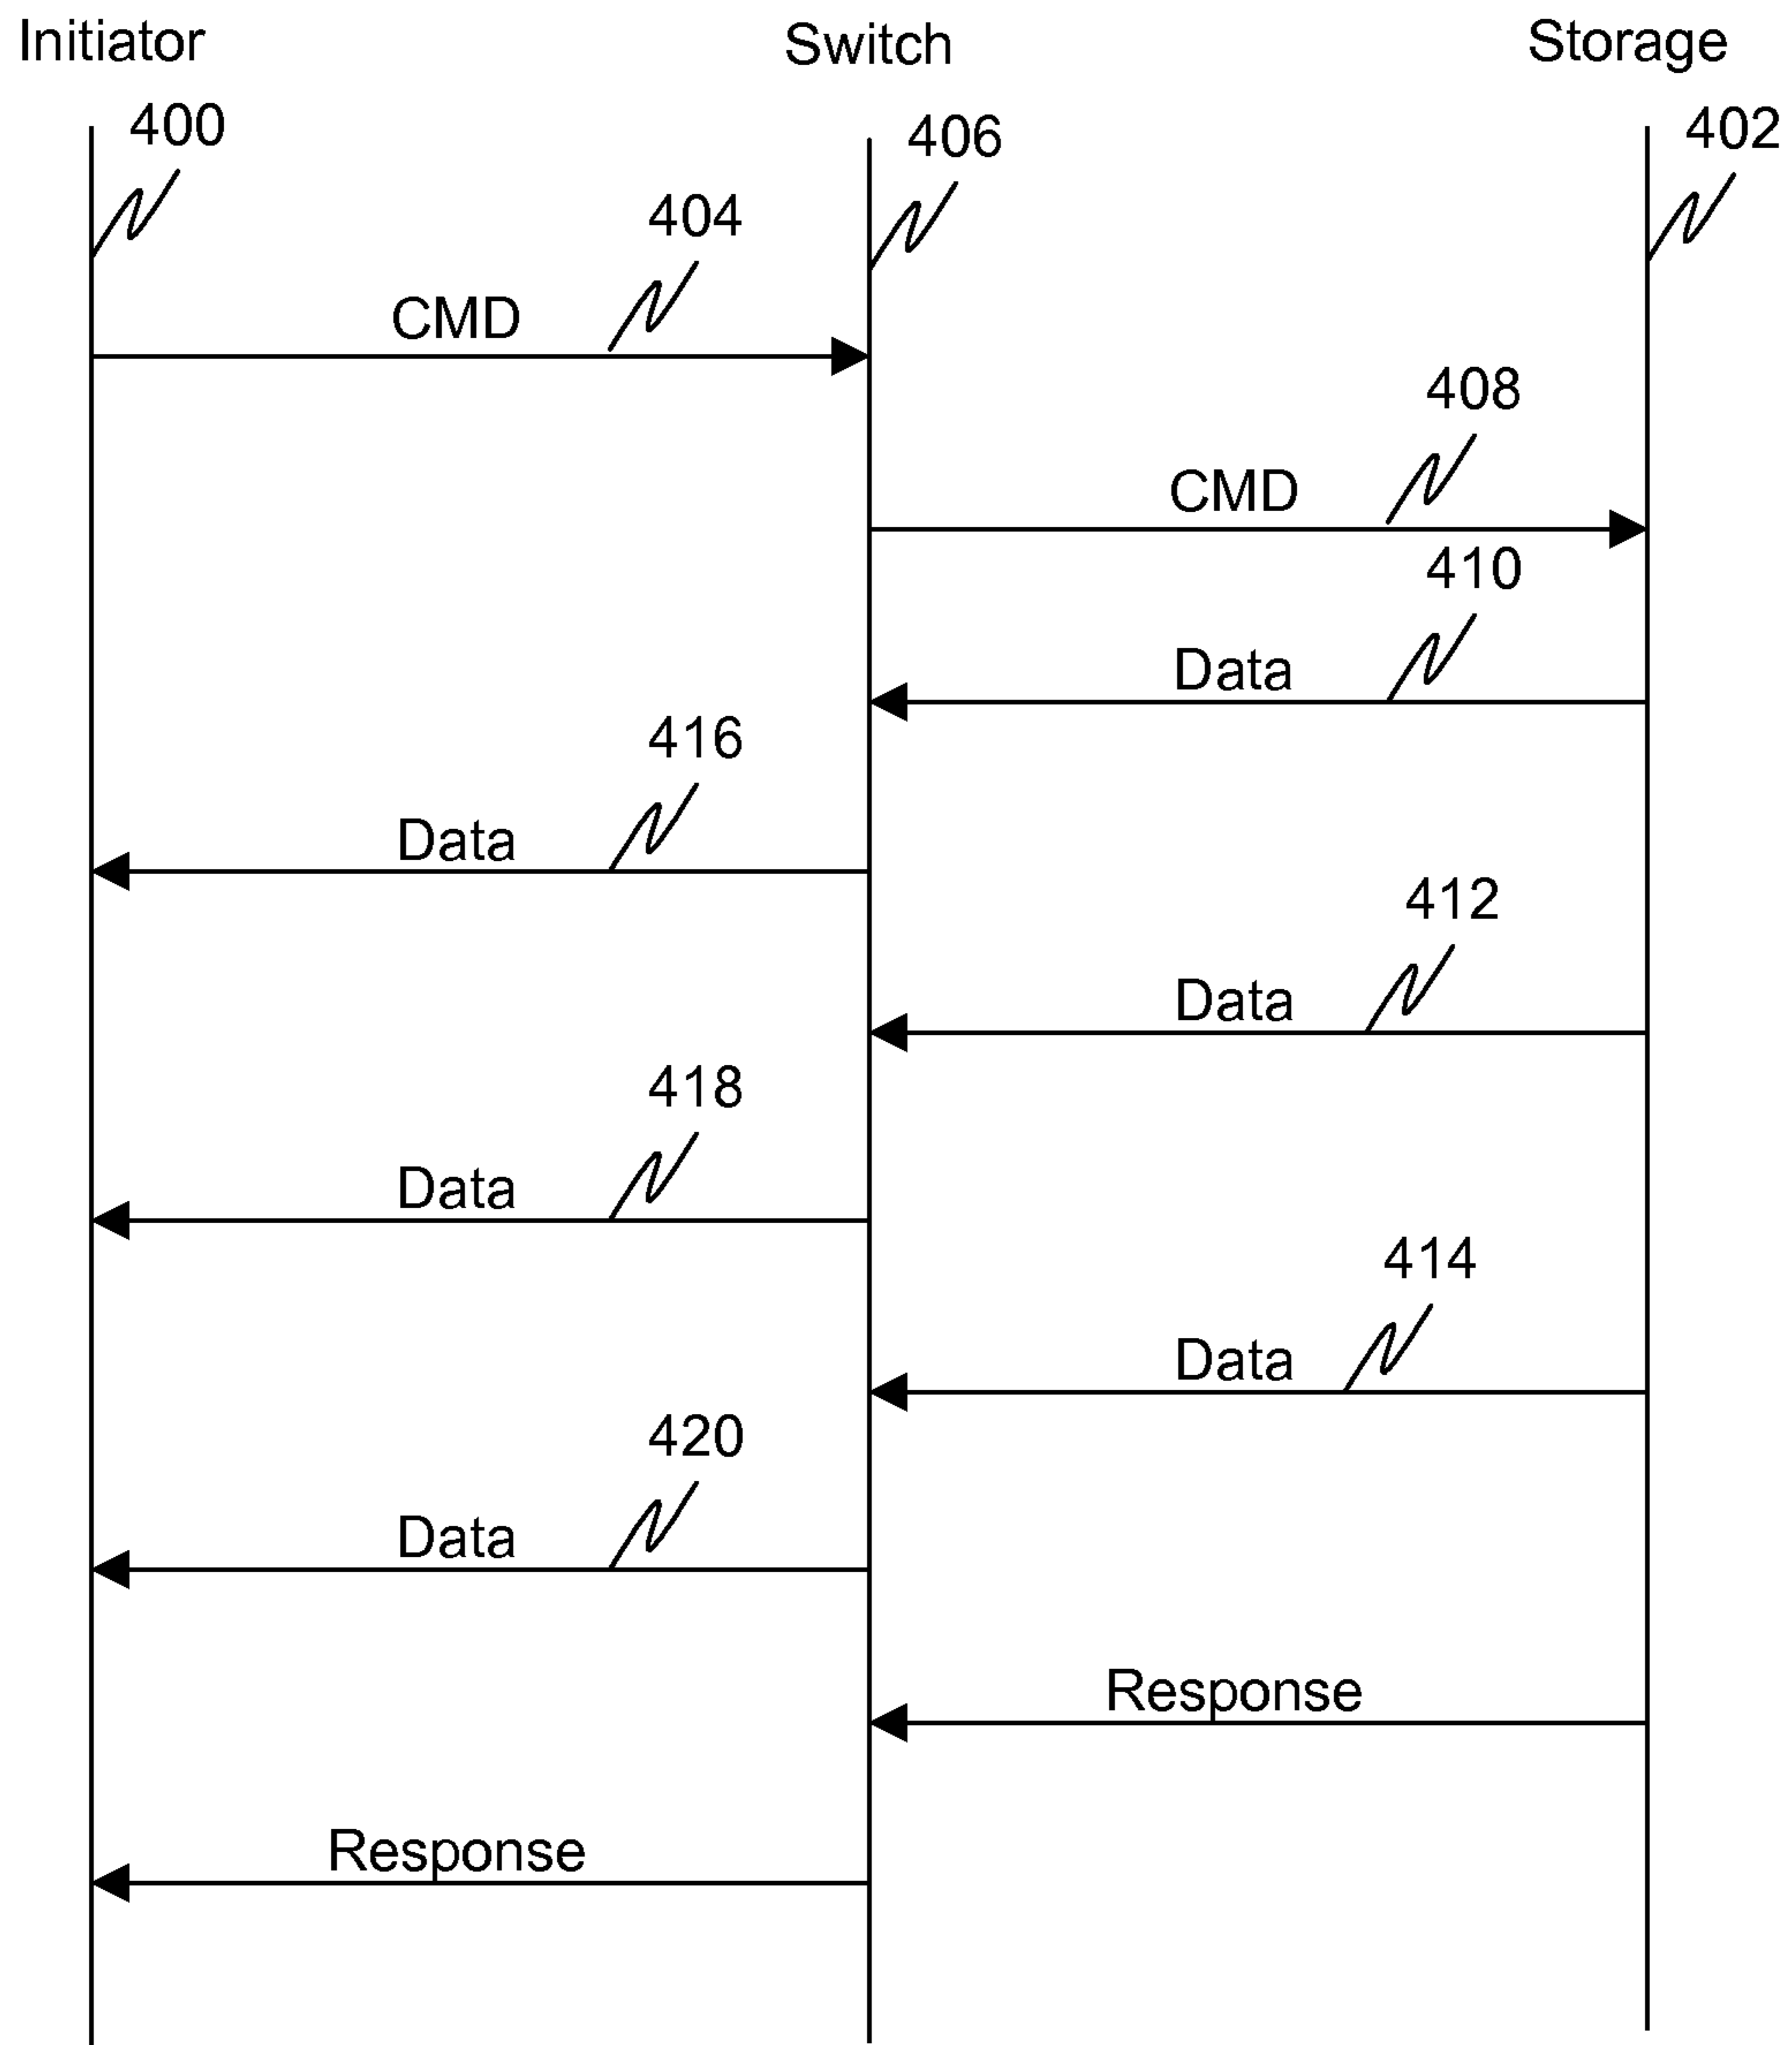 Initiator
Switch
Storage
400
406
402
404
CMD
408
CMD
410
Data
416
Data
412
Data
418
Data
414
Data
420
Data
Response
Response